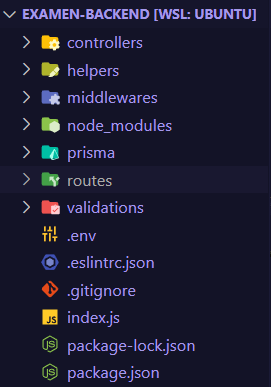 EXAMEN-BACKEND [WSL: UBUNTU]
controllers
helpers
middlewares
node_modules
prisma
routes
validations
.env
.eslintrc.json
.gitignore
JS index.js
package-lock.json
package.json